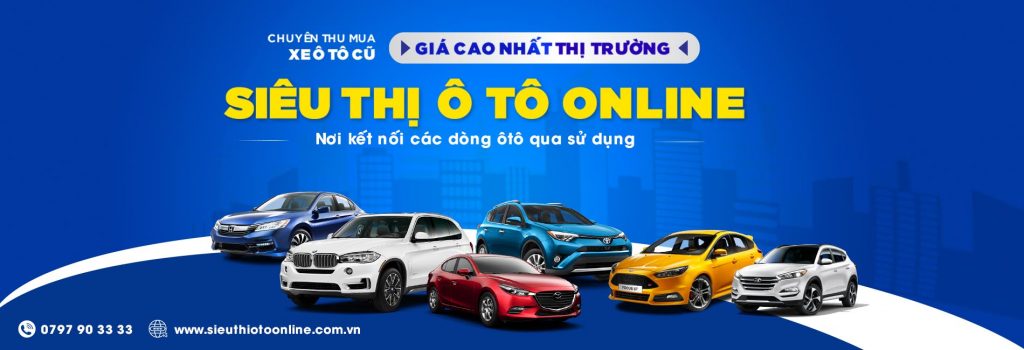 CHUYÊN THU MUA
XE Ô TÔ CŨ
GIÁ CAO NHẤT THỊ TRƯỜNG
SIÊU THỊ Ô TÔ ONLINE
Nơi kết nối các dòng ôtô qua sử dụng
0797 90 33 33
www.sieuthiotoonline.com.vn